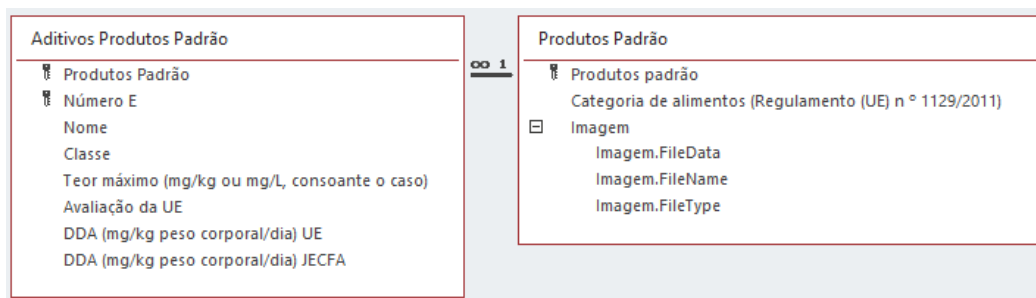 Aditivos Produtos Padrão
Produtos Padrão
Número E
Nome
Classe
Teor máximo (mg/kg ou mg/L, consoante o caso)
Avaliação da UE
DDA (mg/kg peso corporal/dia) UE
DDA (mg/kg peso corporal/dia) JECFA
∞ 1
Produtos Padrão
Produtos padrão
Categoria de alimentos (Regulamento (UE) n º 1129/2011)
Imagem
Imagem.FileData
Imagem.FileName
Imagem.FileType